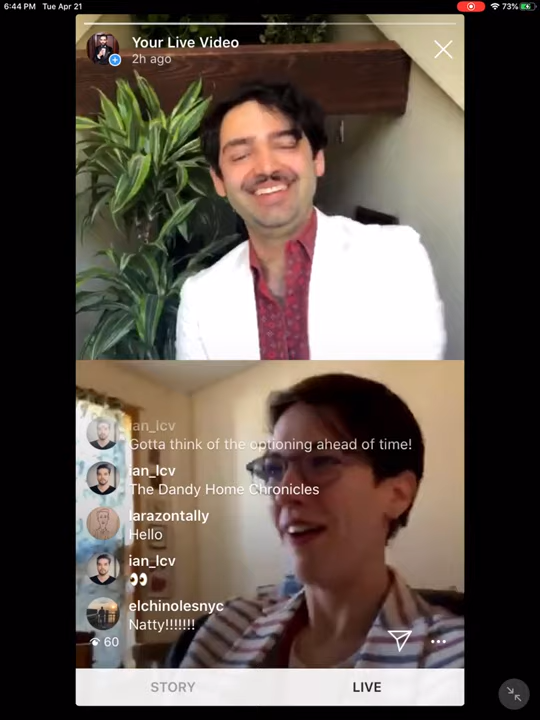 6:44 PM Tue Apr 21
73%
Your Live Video
2h ago
ian_lcv
Gotta think of the optioning ahead of time!
ian_lcv
The Dandy Home Chronicles
larazontally
Hello
ian_lcv
👀
elchinolesnyc
Natty!!!!!!!
60
STORY
LIVE